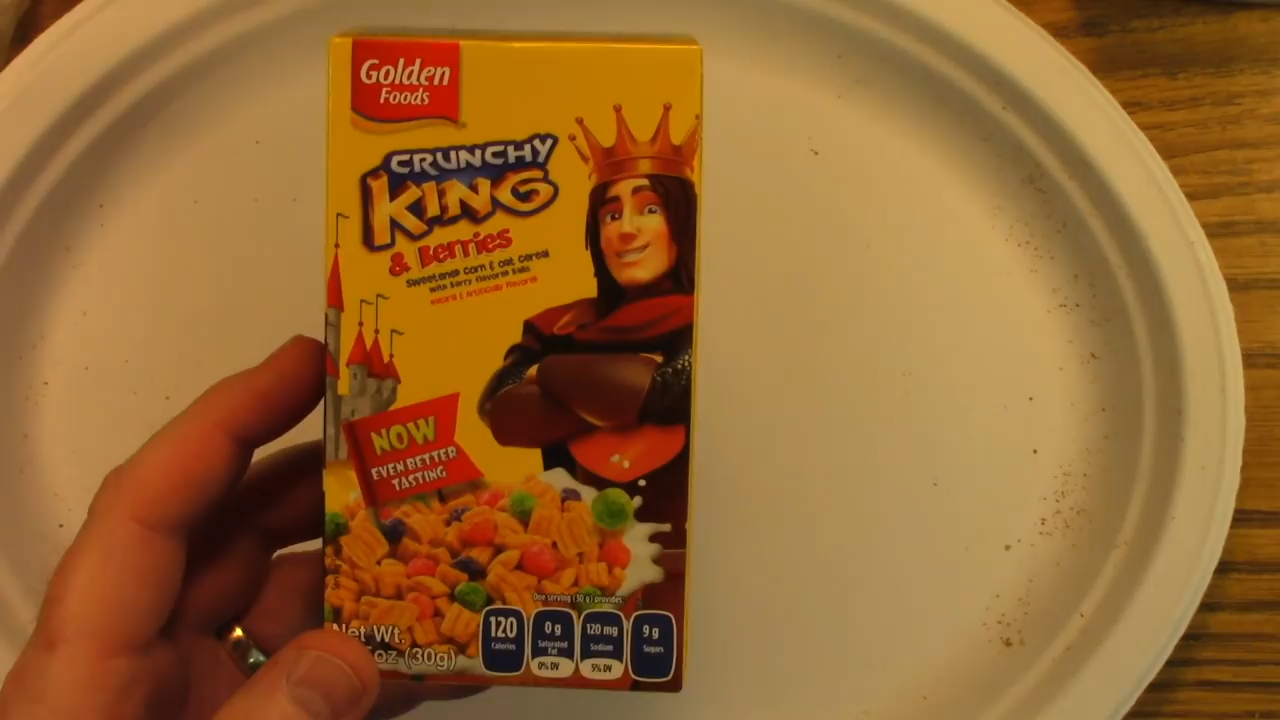 Golden
Foods
CRUNCHY
KING
& Berries
Sweetened Corn & Oat Cereal
with Berry Flavored Balls
Natural & Artificially Flavored
NOW
EVEN BETTER
TASTING
One serving (30 g) provides:
120
Calories
0 g
Saturated
Fat
0% DV
120 mg
Sodium
5% DV
9 g
Sugars
Net Wt.
oz (30g)